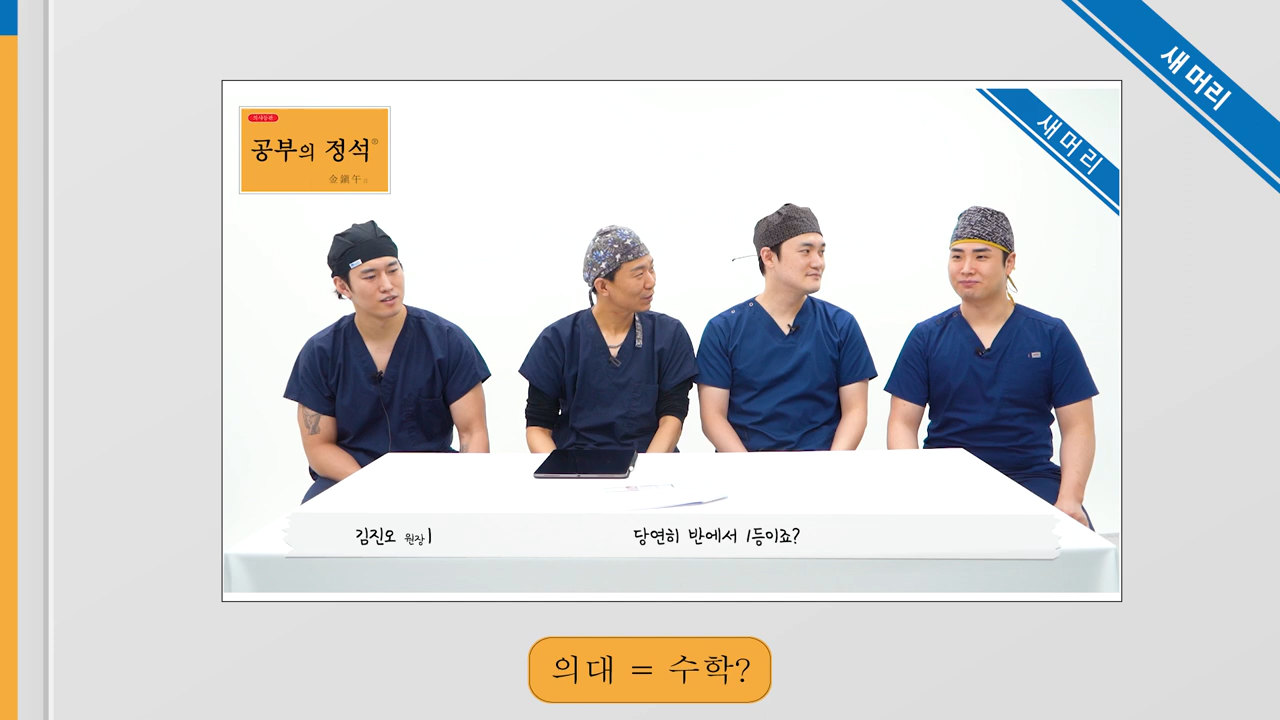 새 머리
새 머리
의사들편
공부의 정석®
金鎭午
김진오 원장 | 당연히 반에서 1등이죠?
의대 = 수학?